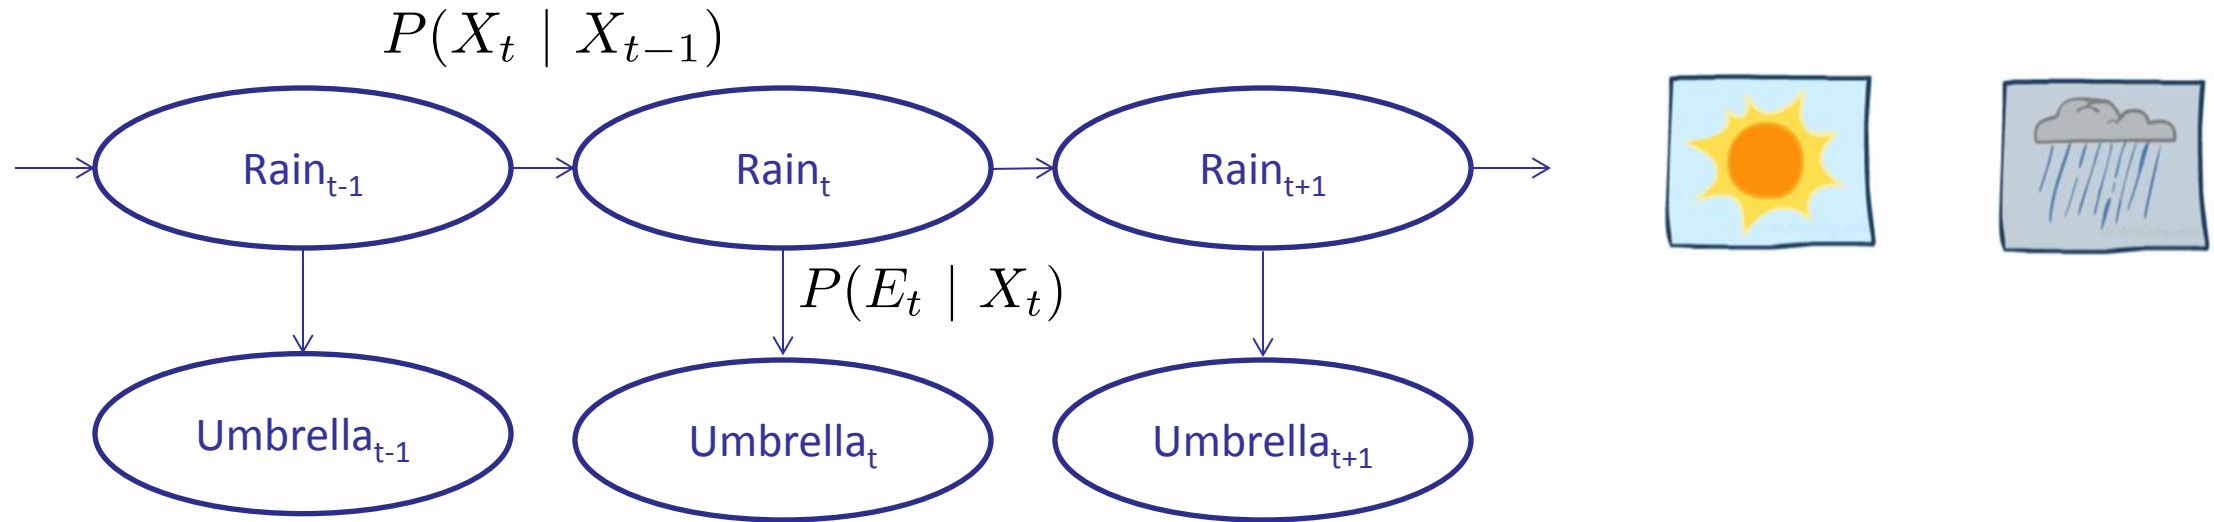 P(X_t | X_{t-1})
Rain_{t-1}
Rain_t
Rain_{t+1}
P(E_t | X_t)
Umbrella_{t-1}
Umbrella_t
Umbrella_{t+1}